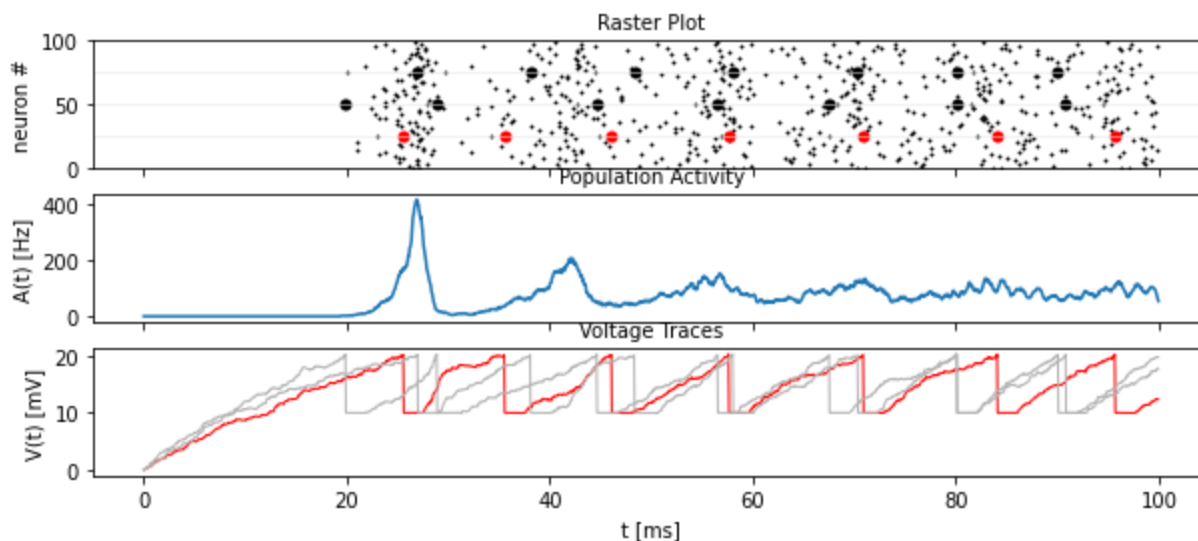 Raster Plot
100
50
0
neuron #
Population Activity
400
200
0
A(t) [Hz]
Voltage Traces
20
10
0
V(t) [mV]
0 20 40 60 80 100
t [ms]